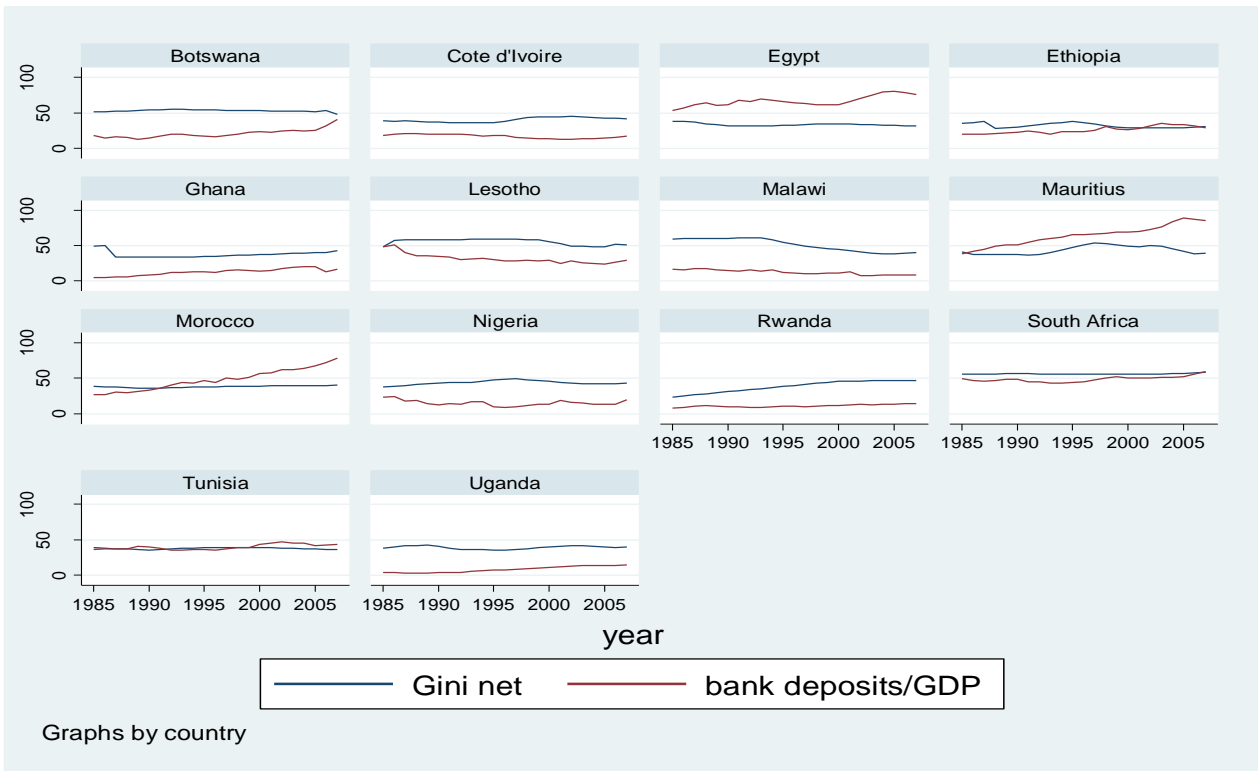 Botswana Cote d'Ivoire Egypt Ethiopia
0 50 100
Ghana Lesotho Malawi Mauritius
0 50 100
Morocco Nigeria Rwanda South Africa
0 50 100
1985 1990 1995 2000 2005 1985 1990 1995 2000 2005
Tunisia Uganda
0 50 100
1985 1990 1995 2000 2005 1985 1990 1995 2000 2005
year
Gini net bank deposits/GDP
Graphs by country